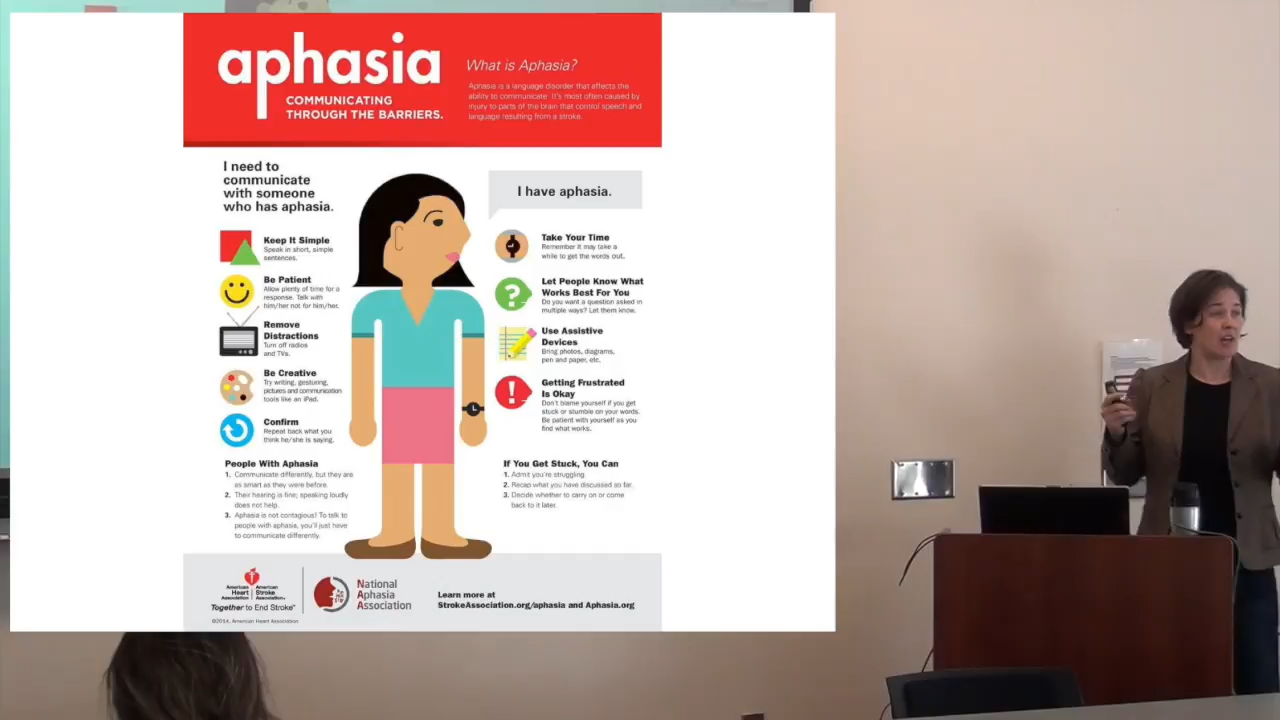 aphasia
COMMUNICATING
THROUGH THE BARRIERS.
What is Aphasia?
Aphasia is a language disorder that affects the
ability to communicate. It's most often caused by
injury to parts of the brain that control speech and
language resulting from a stroke.
I need to
communicate
with someone
who has aphasia.
Keep It Simple
Speak in short, simple
sentences.
Be Patient
Allow plenty of time for a
response. Talk with
him/her not for him/her.
Remove
Distractions
Turn off radios
and TVs.
Be Creative
Try writing, gesturing,
pictures and communication
tools like an iPad.
Confirm
Repeat back what you
think he/she is saying.
People With Aphasia
1. Communicate differently, but they are
as smart as they were before.
2. Their hearing is fine; speaking loudly
does not help.
3. Aphasia is not contagious! To talk to
people with aphasia, you'll just have
to communicate differently.
I have aphasia.
Take Your Time
Remember it may take a
while to get the words out.
Let People Know What
Works Best For You
Do you want a question asked in
multiple ways? Let them know.
Use Assistive
Devices
Bring photos, diagrams,
pen and paper, etc.
Getting Frustrated
Is Okay
Don't blame yourself if you get
stuck or stumble on your words.
Be patient with yourself as you
find what works.
If You Get Stuck, You Can
1. Admit you're struggling.
2. Recap what you have discussed so far.
3. Decide whether to carry on or come
back to it later.
American Heart Association
American Stroke Association
Together to End Stroke
National
Aphasia
Association
Learn more at
StrokeAssociation.org/aphasia and Aphasia.org
©2014, American Heart Association